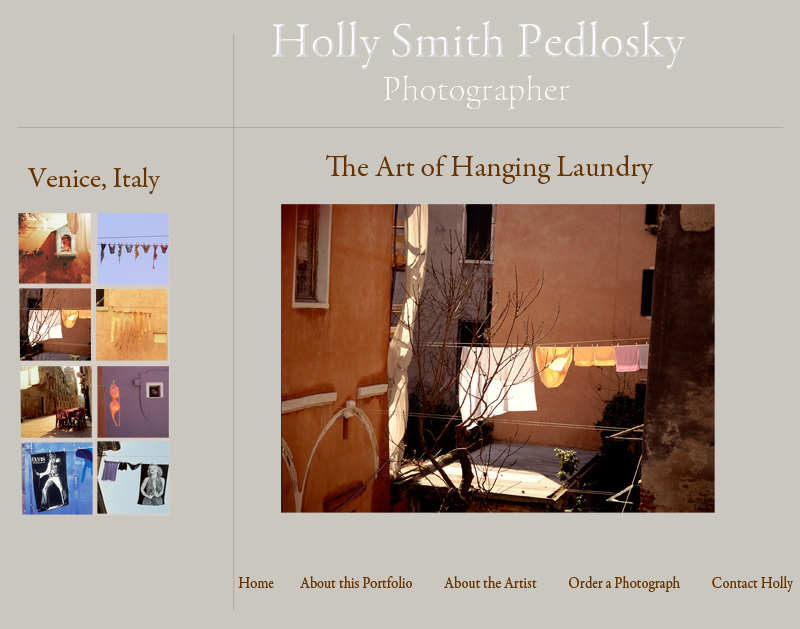 Holly Smith Pedlosky
Photographer
Venice, Italy
The Art of Hanging Laundry
ELVIS
Home
About this Portfolio
About the Artist
Order a Photograph
Contact Holly